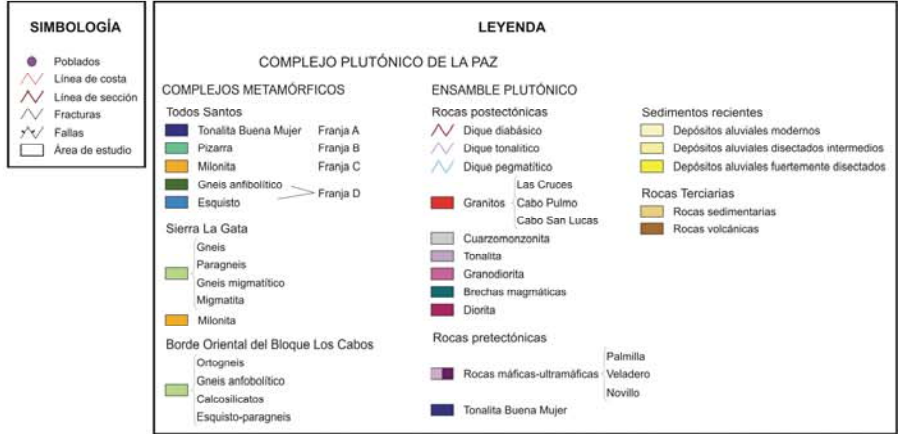 SIMBOLOGÍA
Poblados
Línea de costa
Línea de sección
Fracturas
Fallas
Área de estudio
LEYENDA
COMPLEJO PLUTÓNICO DE LA PAZ
COMPLEJOS METAMÓRFICOS
Todos Santos
Tonalita Buena Mujer Franja A
Pizarra Franja B
Milonita Franja C
Gneis anfibolítico
Franja D
Esquisto
Sierra La Gata
Gneis
Paragneis
Gneis migmatítico
Migmatita
Milonita
Borde Oriental del Bloque Los Cabos
Ortogneis
Gneis anfobolítico
Calcosilicatos
Esquisto-paragneis
ENSAMBLE PLUTÓNICO
Rocas postectónicas
Dique diabásico
Dique tonalítico
Dique pegmatítico
Las Cruces
Granitos Cabo Pulmo
Cabo San Lucas
Cuarzomonzonita
Tonalita
Granodiorita
Brechas magmáticas
Diorita
Rocas pretectónicas
Palmilla
Rocas máficas-ultramáficas Veladero
Novillo
Tonalita Buena Mujer
Sedimentos recientes
Depósitos aluviales modernos
Depósitos aluviales disectados intermedios
Depósitos aluviales fuertemente disectados
Rocas Terciarias
Rocas sedimentarias
Rocas volcánicas